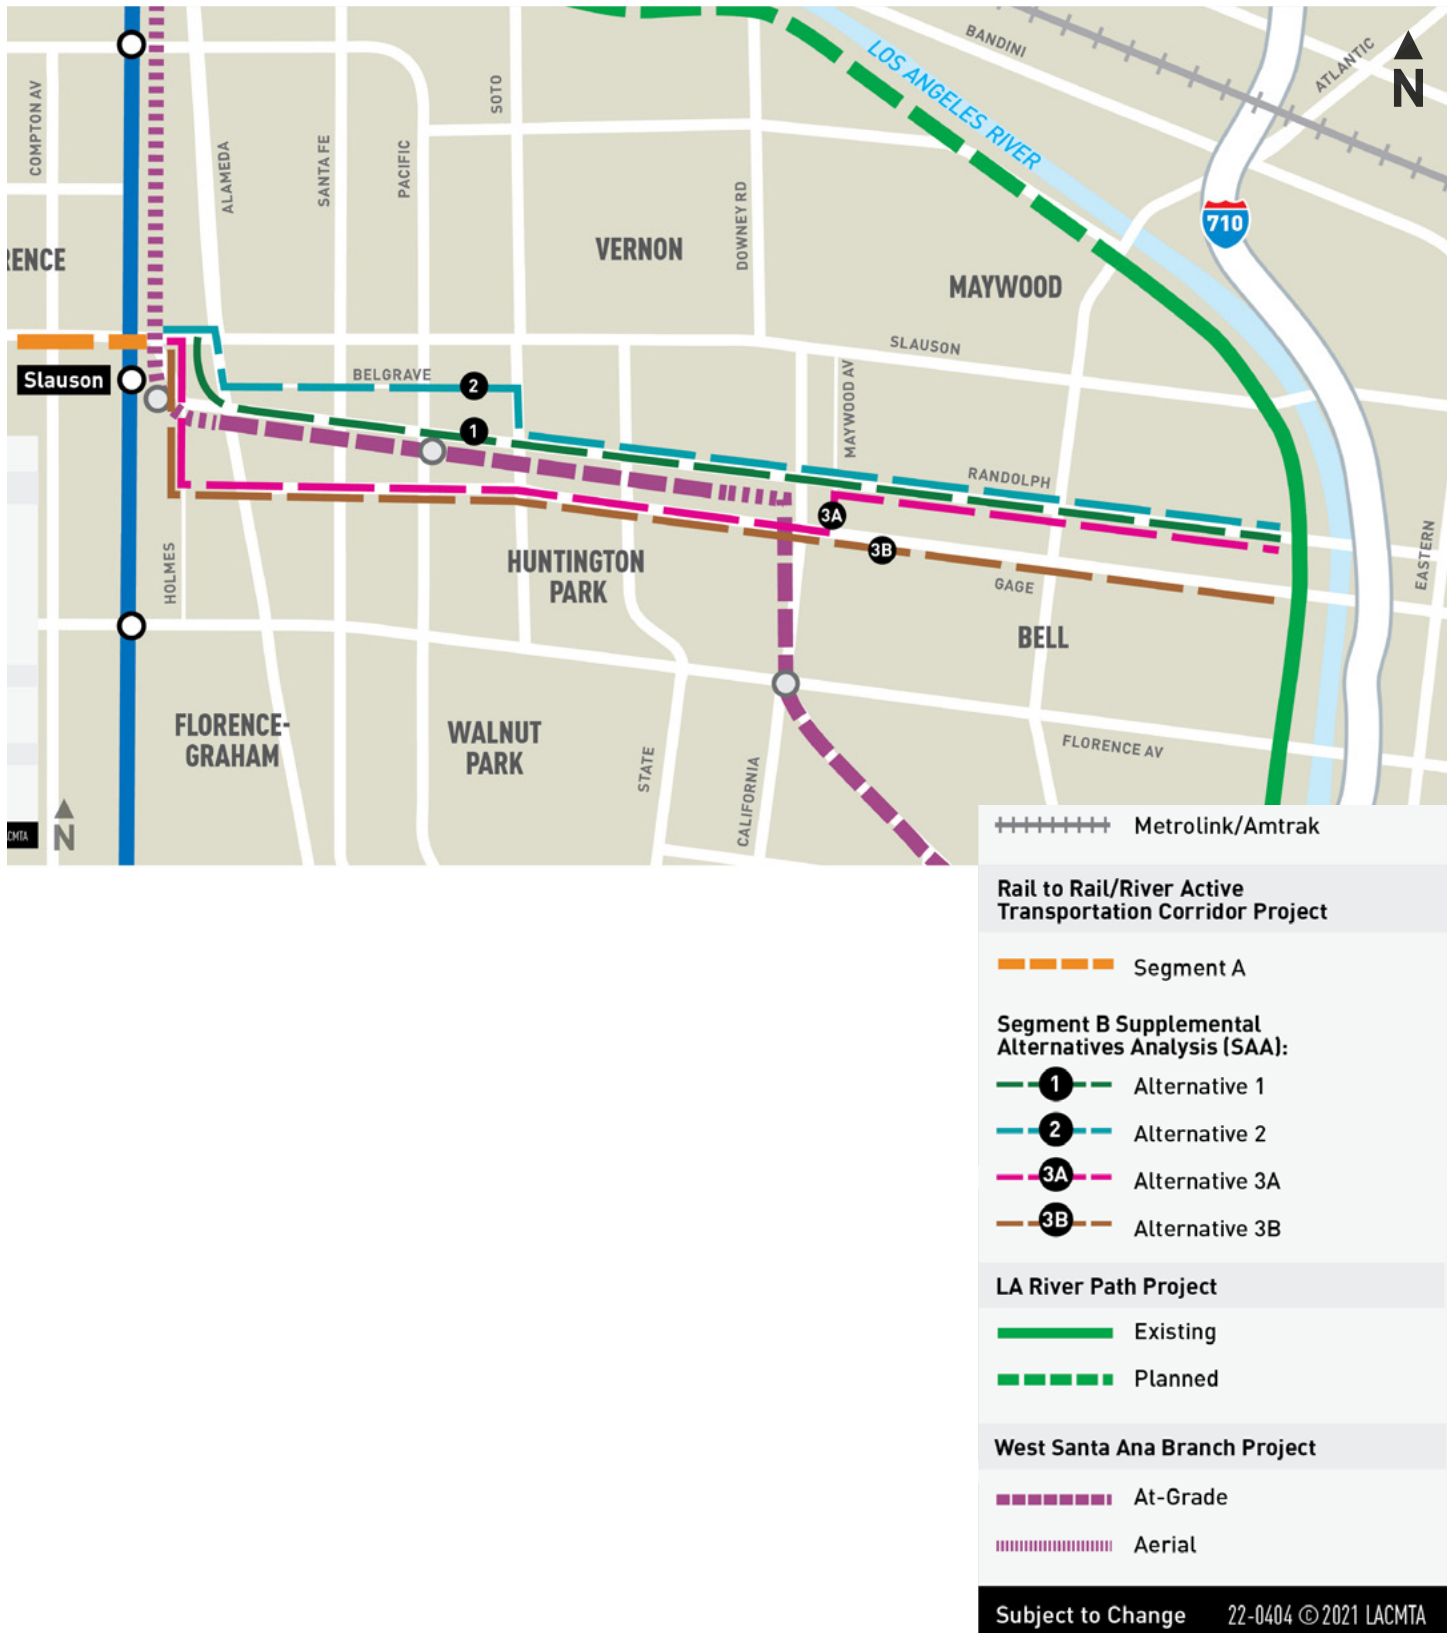 BANDINI
LOS ANGELES RIVER
ATLANTIC
N
COMPTON AV
ALAMEDA
SANTA FE
PACIFIC
SOTO
DOWNEY RD
710
RENCE
VERNON
MAYWOOD
SLAUSON
Slauson
BELGRAVE
2
1
MAYWOOD AV
RANDOLPH
3A
3B
HOLMES
HUNTINGTON
PARK
GAGE
EASTERN
BELL
FLORENCE-
GRAHAM
WALNUT
PARK
STATE
CALIFORNIA
FLORENCE AV
CMTA
N
Metrolink/Amtrak
Rail to Rail/River Active
Transportation Corridor Project
Segment A
Segment B Supplemental
Alternatives Analysis (SAA):
1 Alternative 1
2 Alternative 2
3A Alternative 3A
3B Alternative 3B
LA River Path Project
Existing
Planned
West Santa Ana Branch Project
At-Grade
Aerial
Subject to Change 22-0404 © 2021 LACMTA